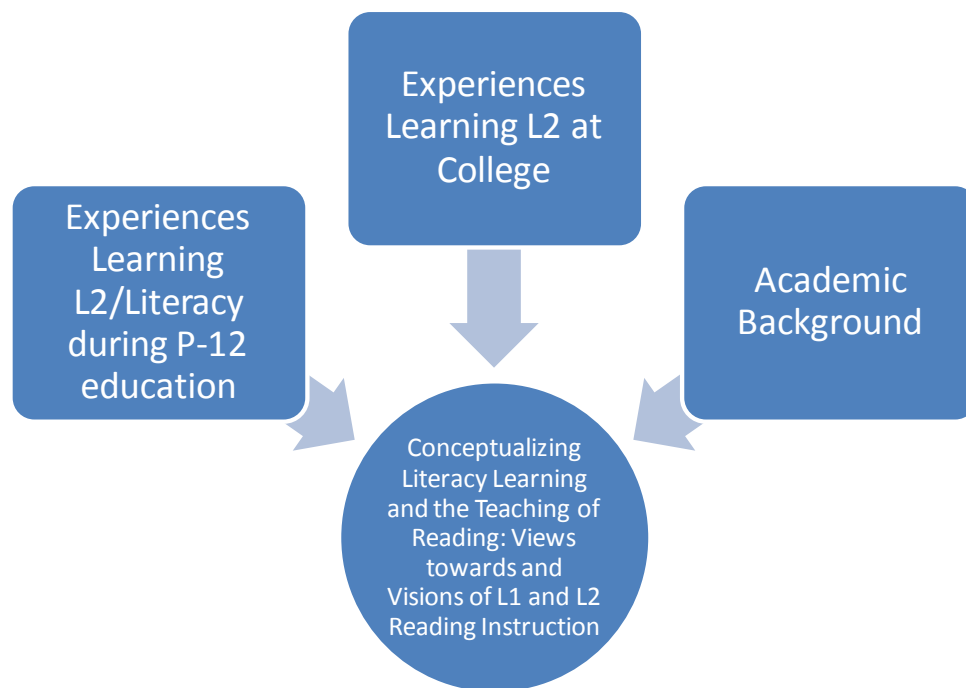 Experiences
Learning L2 at
College
Experiences
Learning
L2/Literacy
during P-12
education
Academic
Background
Conceptualizing
Literacy Learning
and the Teaching of
Reading: Views
towards and
Visions of L1 and L2
Reading Instruction